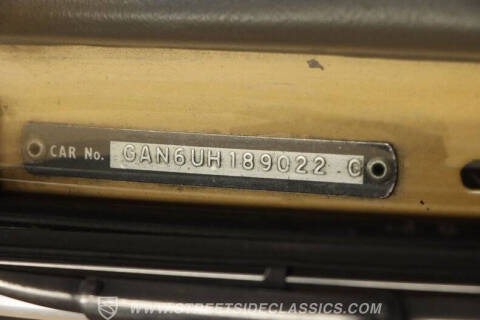 CAR No. GAN6UH189022 C
WWW.STREETSIDECLASSICS.COM